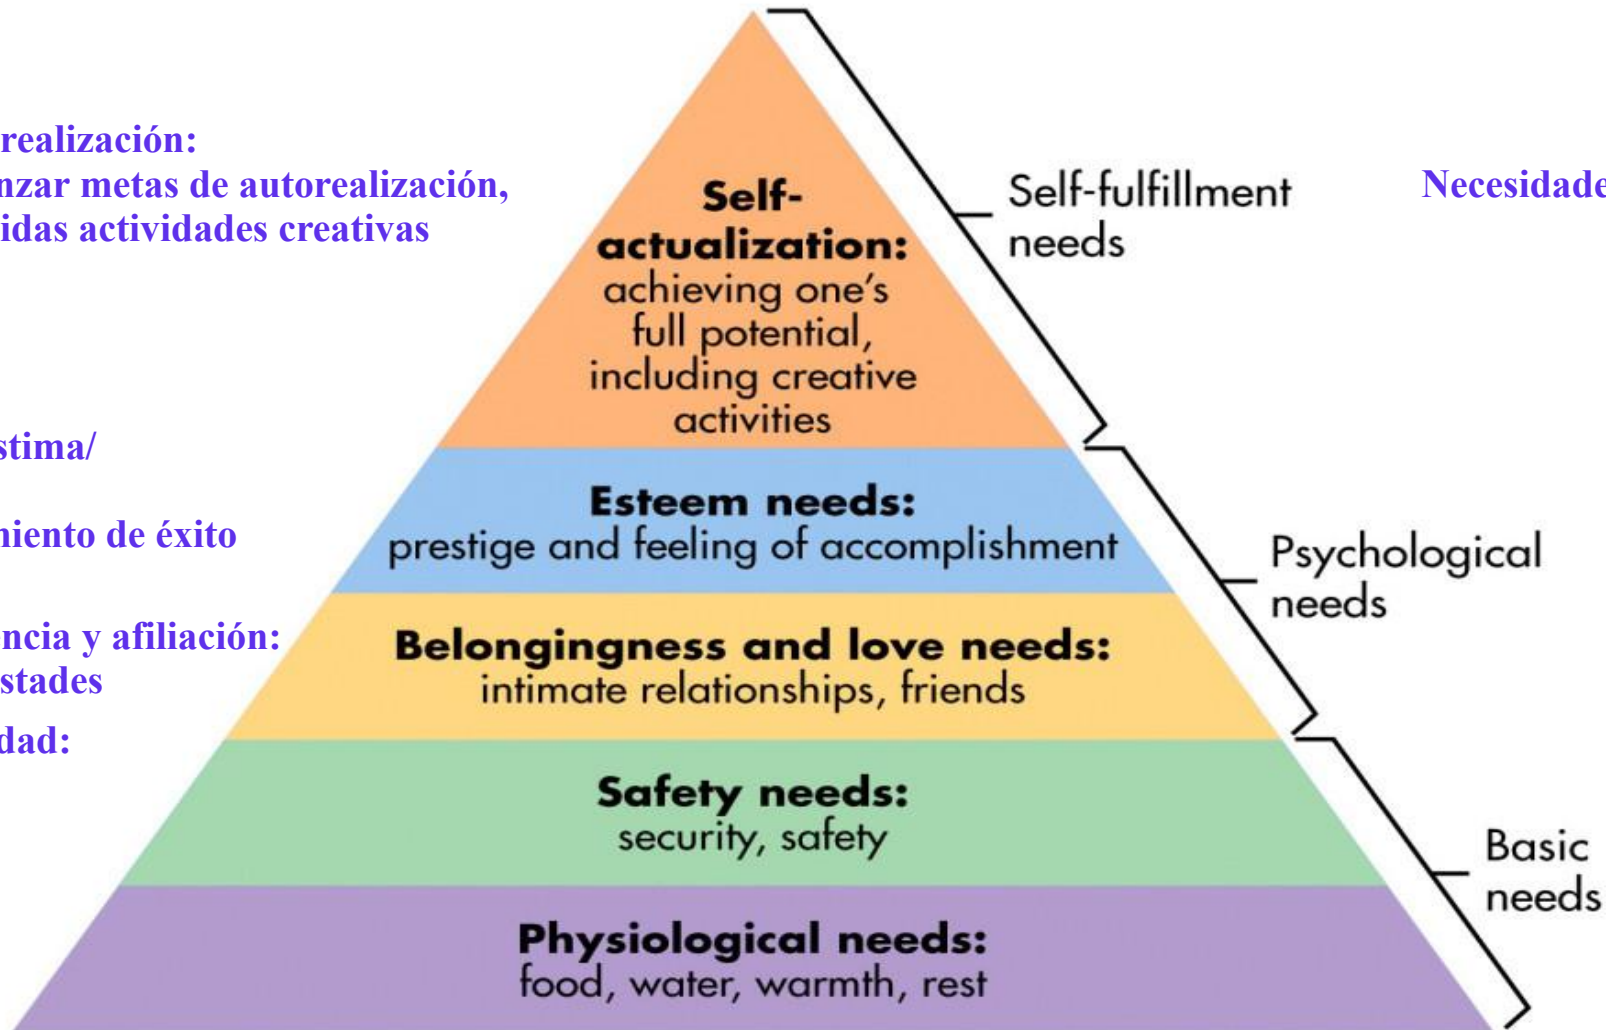 realización:
nzar metas de autorealización,
idas actividades creativas
stima/
miento de éxito
encia y afiliación:
stades
dad:
Self-
actualization:
achieving one's
full potential,
including creative
activities
Esteem needs:
prestige and feeling of accomplishment
Belongingness and love needs:
intimate relationships, friends
Safety needs:
security, safety
Physiological needs:
food, water, warmth, rest
Self-fulfillment
needs
Necesidade
Psychological
needs
Basic
needs